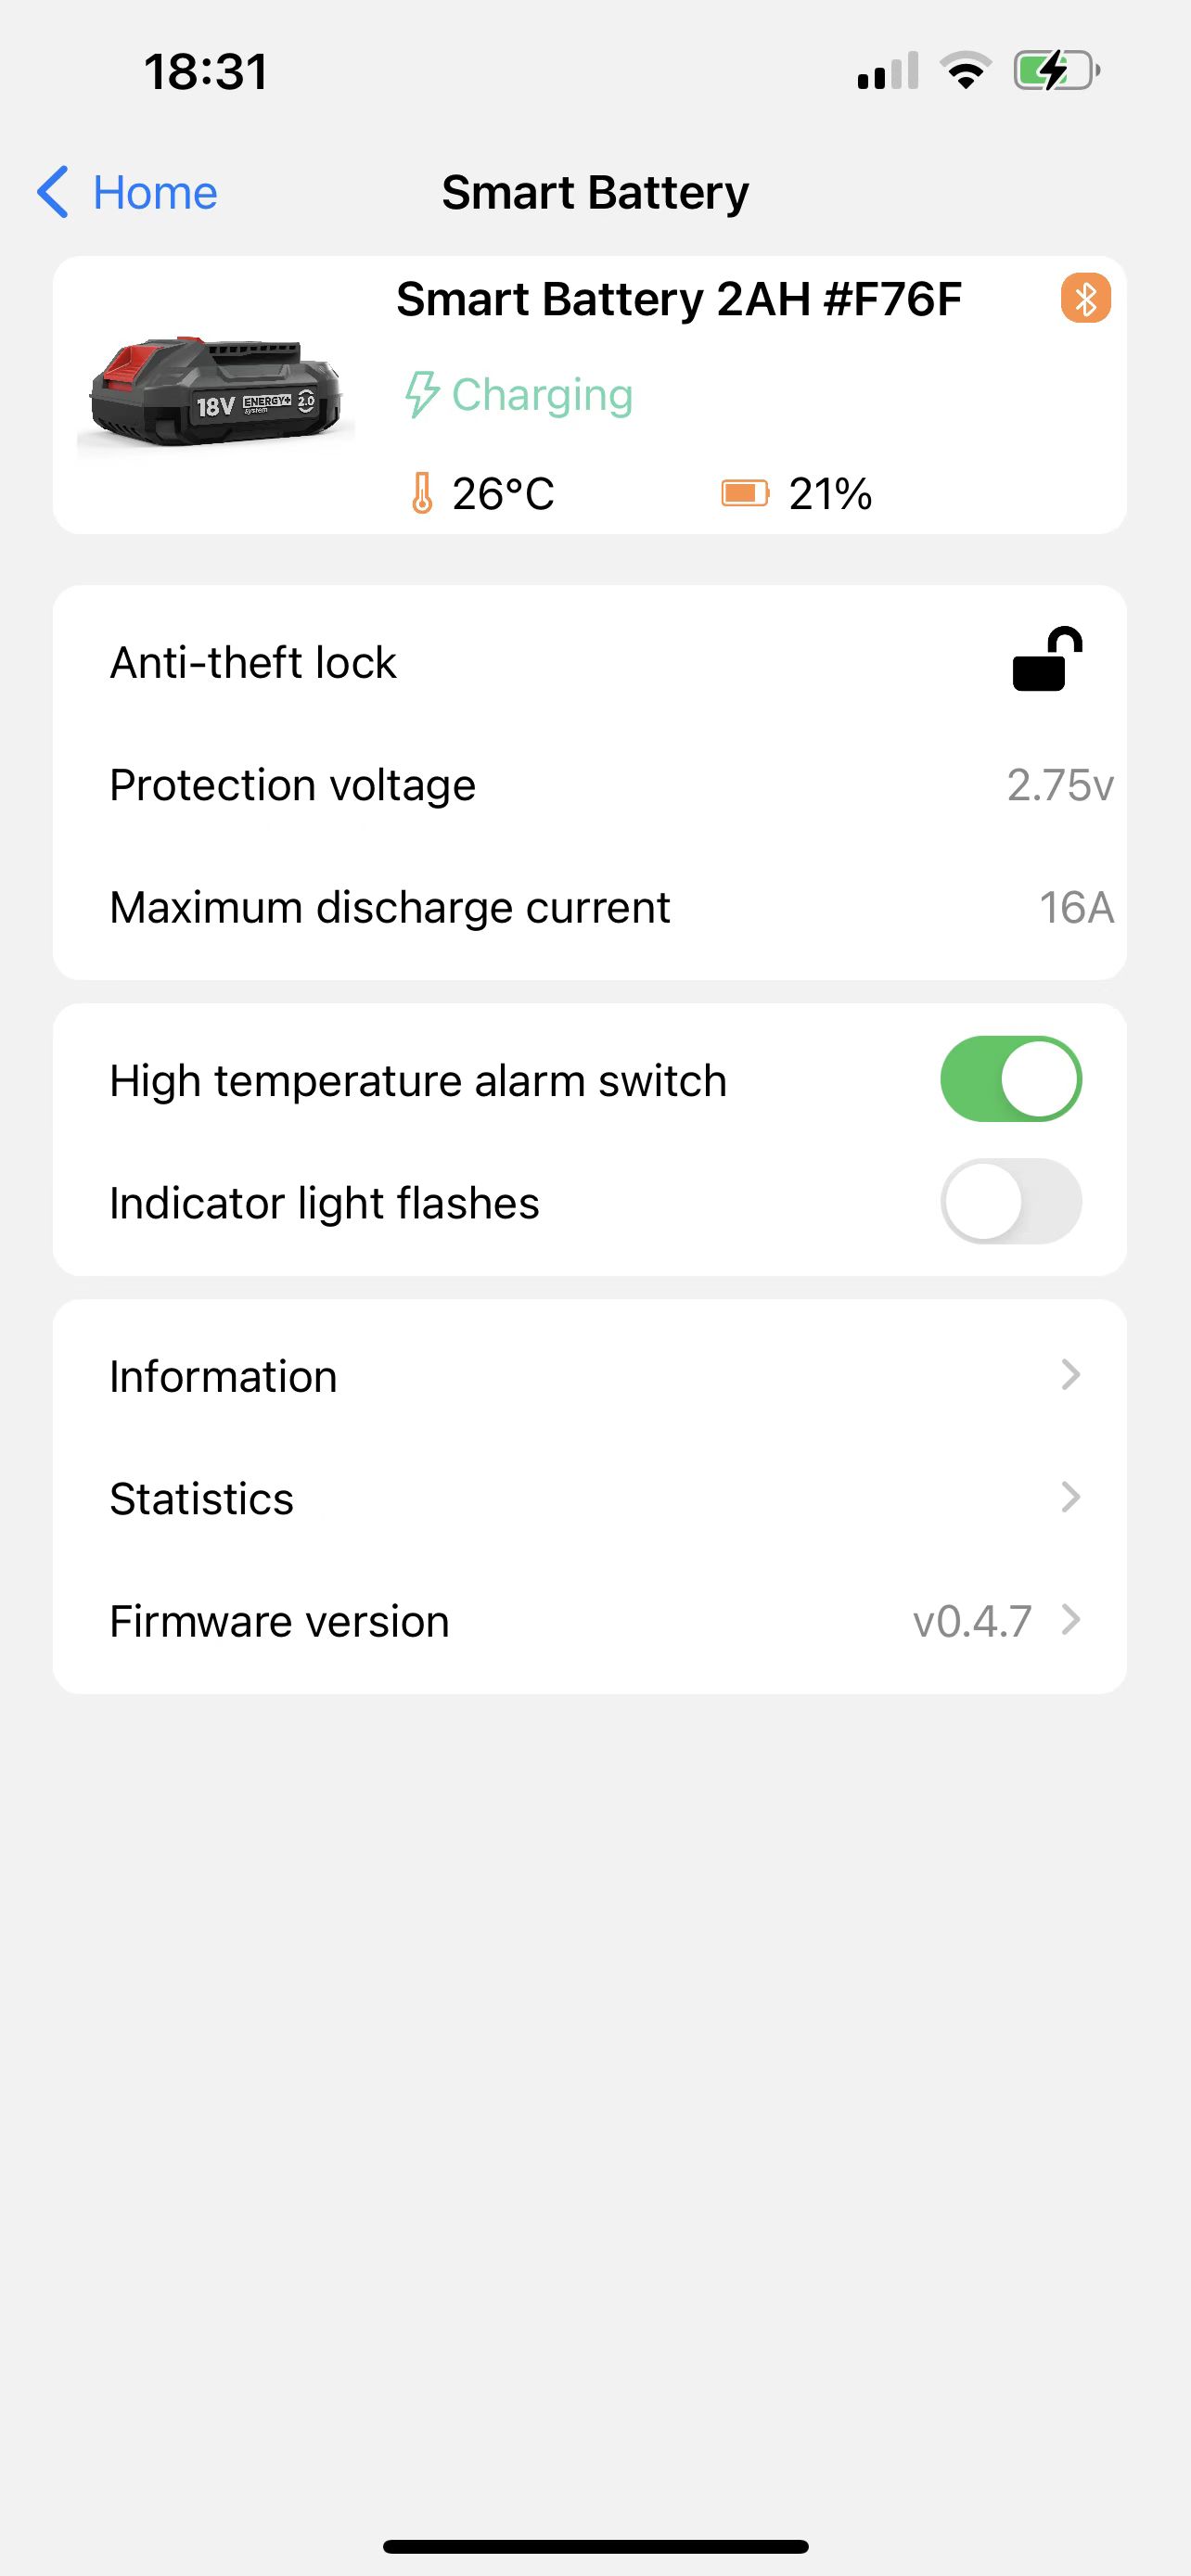 18:31
Home
Smart Battery
Smart Battery 2AH #F76F
Charging
18V ENERGY+ system 2.0
26°C 21%
Anti-theft lock
Protection voltage 2.75v
Maximum discharge current 16A
High temperature alarm switch
Indicator light flashes
Information
Statistics
Firmware version v0.4.7